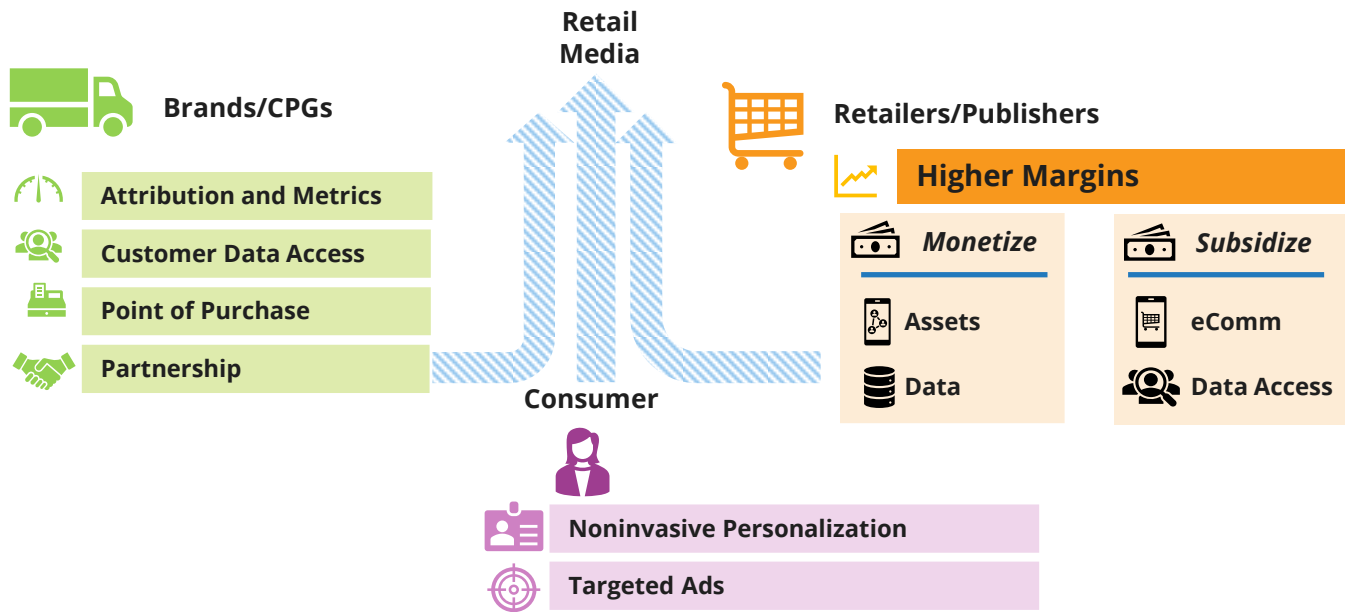 Retail
Media
Brands/CPGs
Attribution and Metrics
Customer Data Access
Point of Purchase
Partnership
Retailers/Publishers
Higher Margins
Monetize
Assets
Data
Subsidize
eComm
Data Access
Consumer
Noninvasive Personalization
Targeted Ads